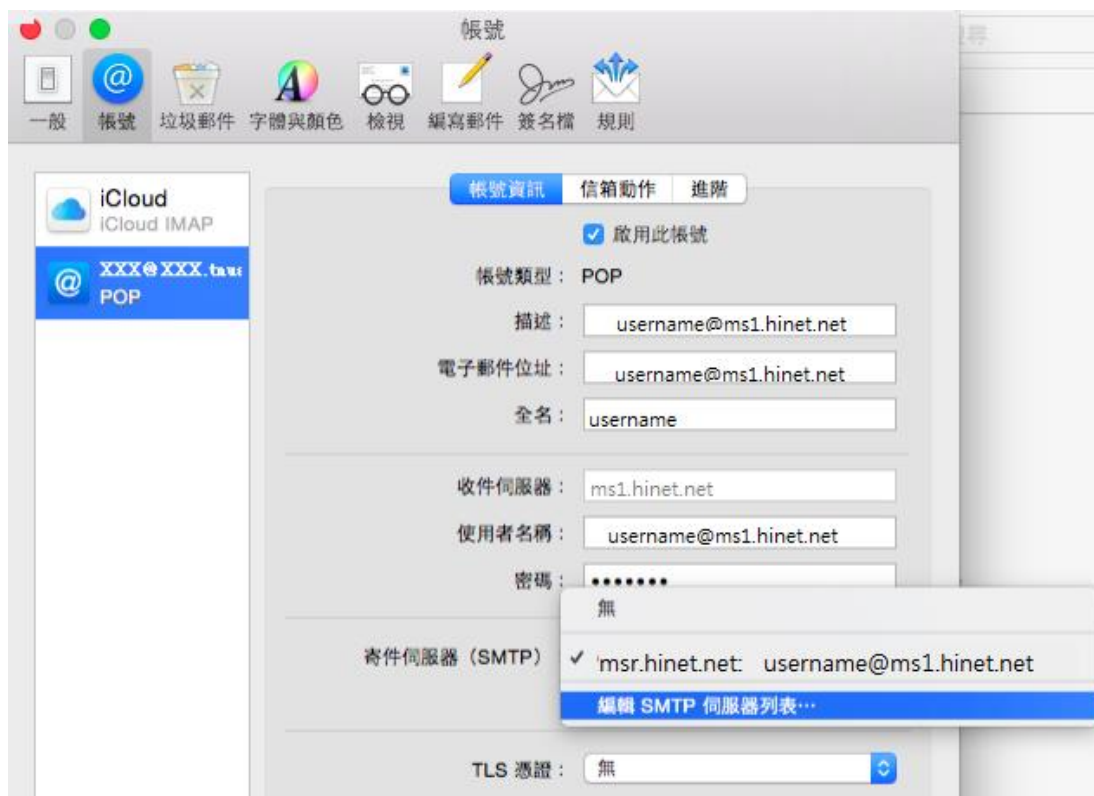 帳號
一般 帳號 垃圾郵件 字體與顏色 檢視 編寫郵件 簽名檔 規則
iCloud
iCloud IMAP
XXX@XXX.tnua
POP
帳號資訊 信箱動作 進階
啟用此帳號
帳號類型： POP
描述： username@ms1.hinet.net
電子郵件位址： username@ms1.hinet.net
全名： username
收件伺服器： ms1.hinet.net
使用者名稱： username@ms1.hinet.net
密碼： •••••••
無
寄件伺服器（SMTP） ✓ 'msr.hinet.net: username@ms1.hinet.net
編輯 SMTP 伺服器列表…
TLS 憑證： 無